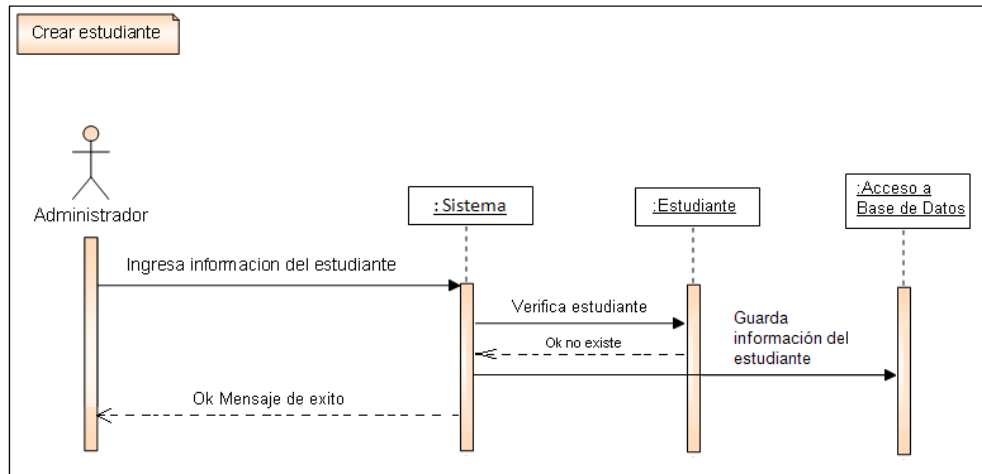 Crear estudiante
Administrador
: Sistema
:Estudiante
:Acceso a
Base de Datos
Ingresa informacion del estudiante
Verifica estudiante
Guarda
información del
estudiante
Ok no existe
Ok Mensaje de exito